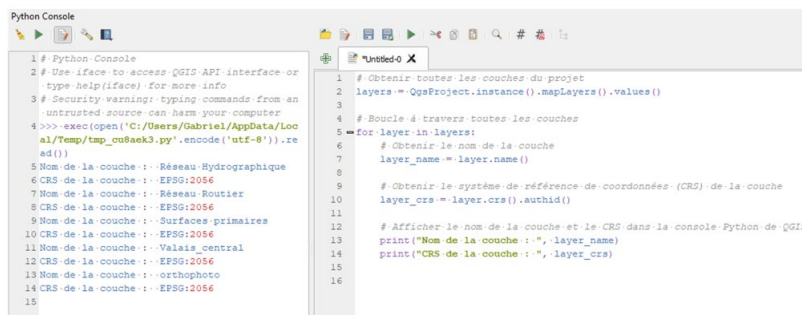 Python Console
1 # Python Console
2 # Use iface to access QGIS API interface or
type help(iface) for more info
3 # Security warning: typing commands from an
untrusted source can harm your computer
4 >>> exec(open('C:/Users/Gabriel/AppData/Loc
al/Temp/tmp_cu8aek3.py'.encode('utf-8')).re
ad())
5 Nom de la couche :  Réseau Hydrographique
6 CRS de la couche :  EPSG:2056
7 Nom de la couche :  Réseau Routier
8 CRS de la couche :  EPSG:2056
9 Nom de la couche :  Surfaces primaires
10 CRS de la couche :  EPSG:2056
11 Nom de la couche :  Valais_central
12 CRS de la couche :  EPSG:2056
13 Nom de la couche :  orthophoto
14 CRS de la couche :  EPSG:2056
15
*Untitled-0 X
1 # Obtenir toutes les couches du projet
2 layers = QgsProject.instance().mapLayers().values()
3
4 # Boucle à travers toutes les couches
5 for layer in layers:
6     # Obtenir le nom de la couche
7     layer_name = layer.name()
8
9     # Obtenir le système de référence de coordonnées (CRS) de la couche
10     layer_crs = layer.crs().authid()
11
12     # Afficher le nom de la couche et le CRS dans la console Python de QGIS
13     print("Nom de la couche : ", layer_name)
14     print("CRS de la couche : ", layer_crs)
15
16